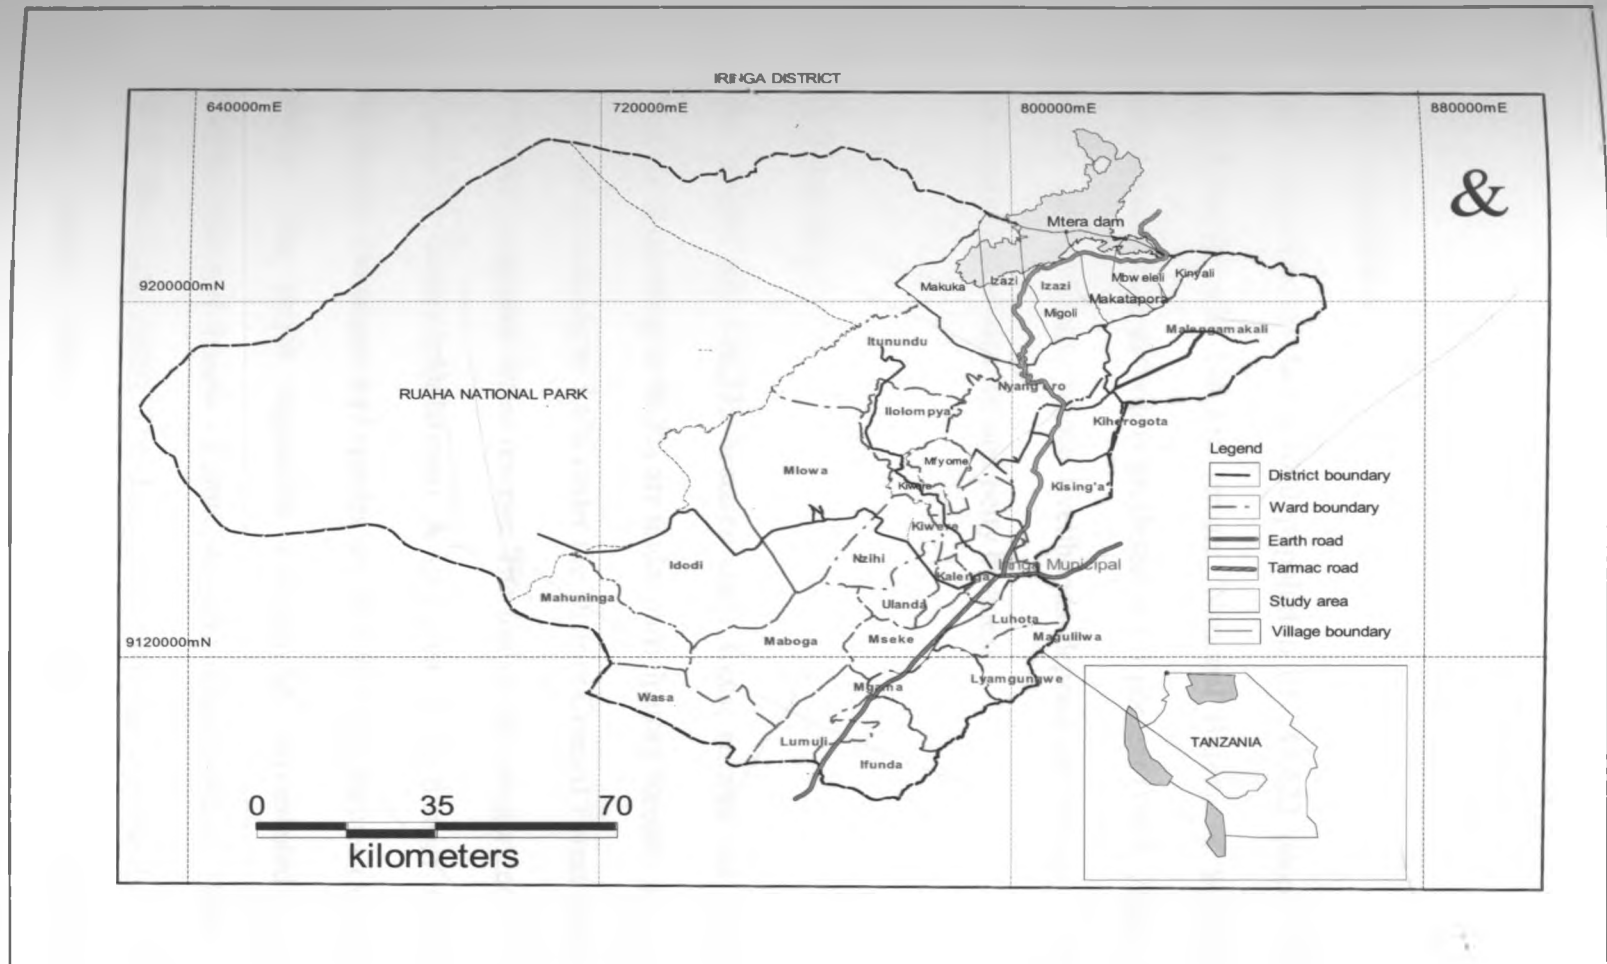 IRINGA DISTRICT
640000mE 720000mE 800000mE 880000mE
&
Mtera dam
9200000mN
Makuka Izazi Izazi Mbweleli Kinyali
Makatapora
Migoli
Malengamakali
Itunundu
RUAHA NATIONAL PARK
Nyang'oro
Ilolompya
Kihorogota
Legend
District boundary
Ward boundary
Earth road
Tarmac road
Study area
Village boundary
Mfyome
Mlowa
Kiwere
Kising'a
Kiwere
Nzihi
Idodi
Iringa Municipal
Kalenga
Mahuninga
Ulanda
Luhota
9120000mN
Maboga Mseke Magulilwa
Lyamgungwe
Wasa
Mgama
Lumuli
Ifunda
TANZANIA
0 35 70
kilometers